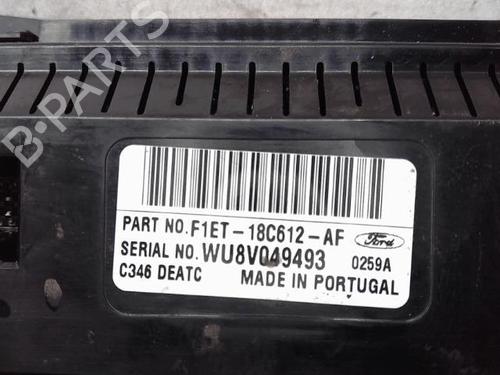 B-PARTS
PART NO. F1ET-18C612-AF Ford
SERIAL NO. WU8V049493 0259A
C346 DEATC MADE IN PORTUGAL